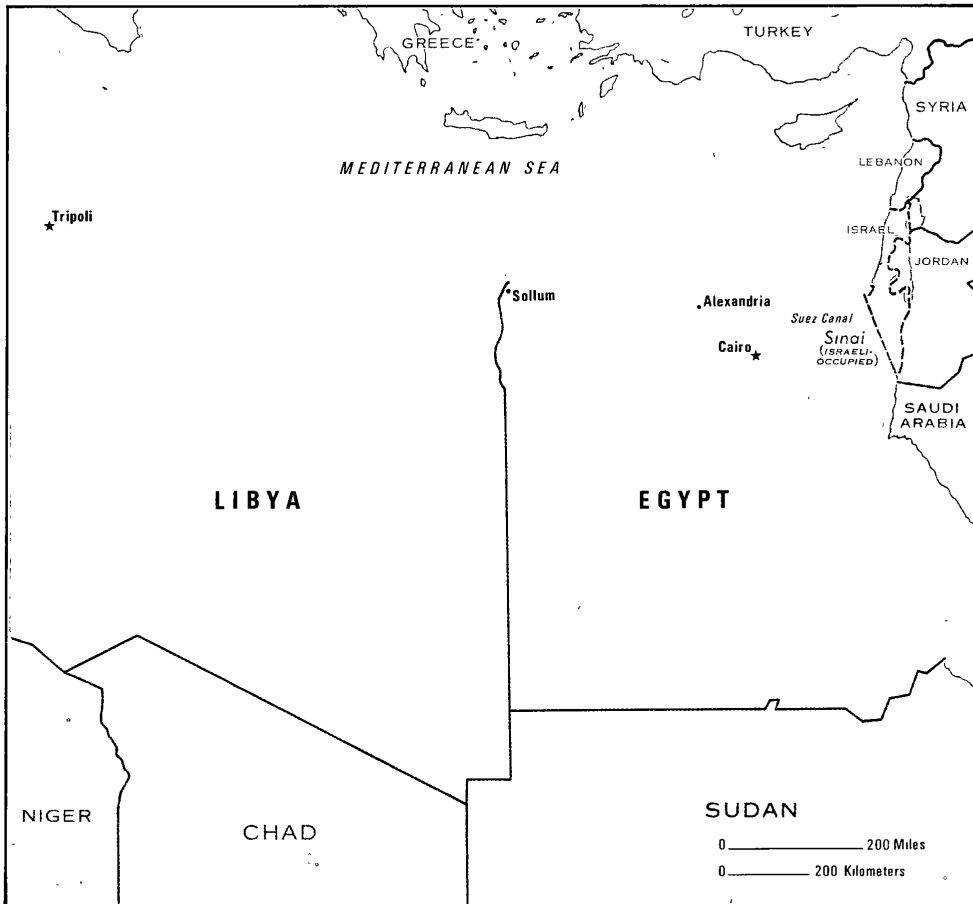 GREECE
TURKEY
SYRIA
MEDITERRANEAN SEA
LEBANON
Tripoli
ISRAEL
JORDAN
Sollum
Alexandria
Suez Canal
Sinai
(ISRAELI-
OCCUPIED)
Cairo
SAUDI
ARABIA
LIBYA
EGYPT
NIGER
CHAD
SUDAN
0 200 Miles
0 200 Kilometers